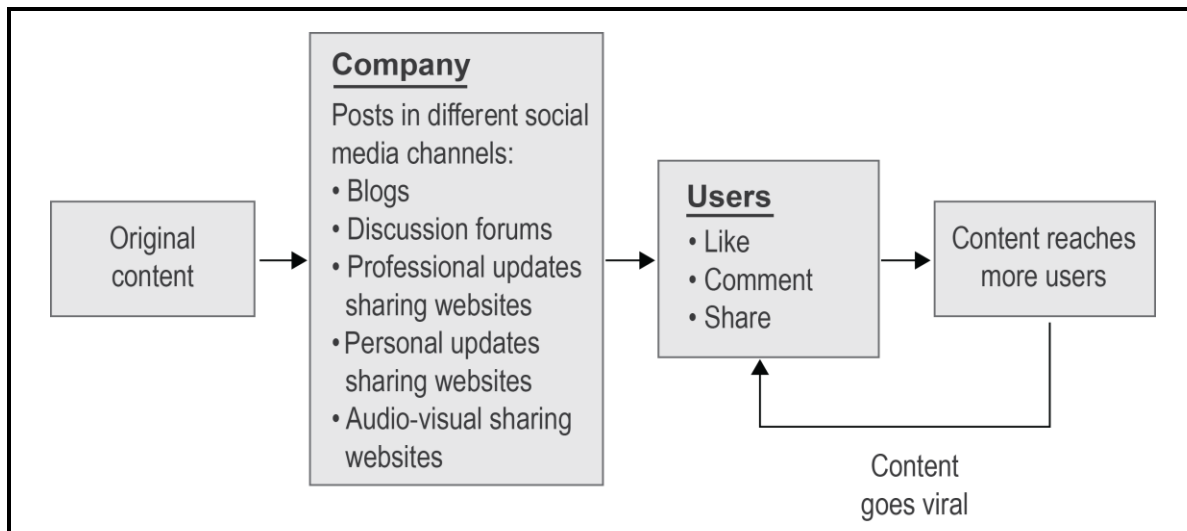 Original
content
Company
Posts in different social
media channels:
• Blogs
• Discussion forums
• Professional updates
sharing websites
• Personal updates
sharing websites
• Audio-visual sharing
websites
Users
• Like
• Comment
• Share
Content reaches
more users
Content
goes viral